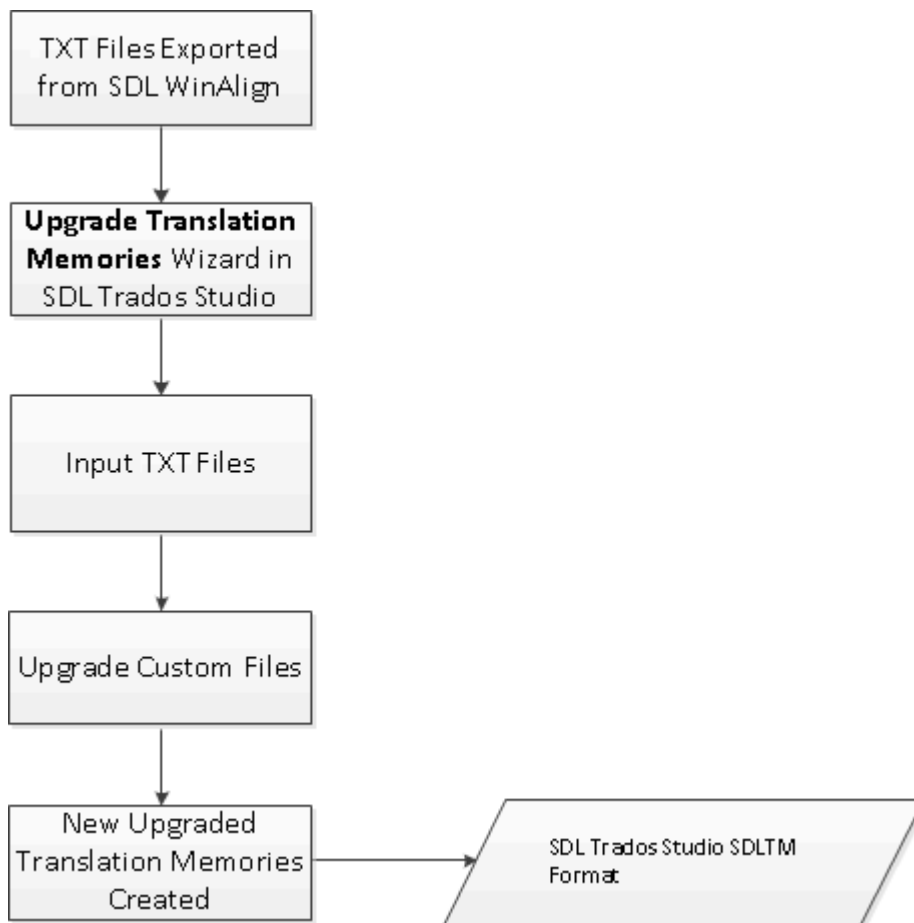 TXT Files Exported
from SDL WinAlign
Upgrade Translation
Memories Wizard in
SDL Trados Studio
Input TXT Files
Upgrade Custom Files
New Upgraded
Translation Memories
Created
SDL Trados Studio SDLTM
Format